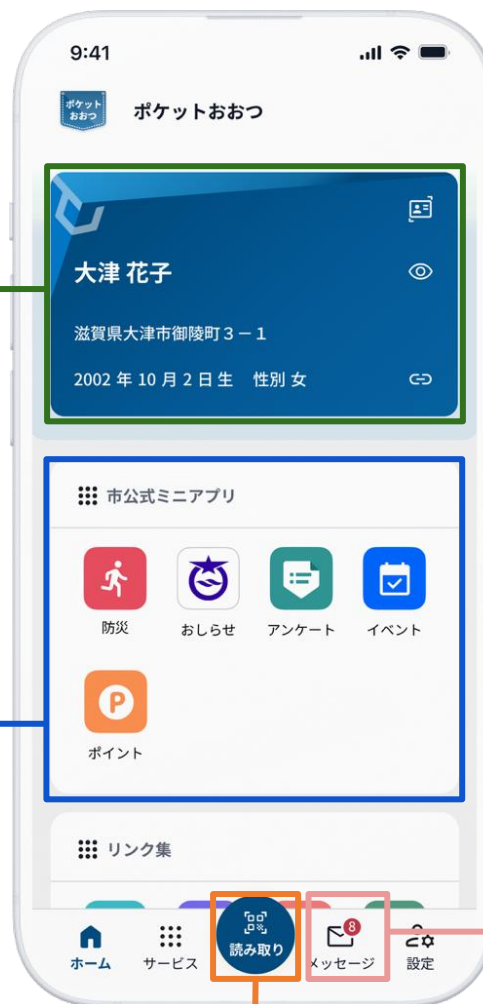 9:41
ポケット
おおつ
ポケットおおつ
大津 花子
滋賀県大津市御陵町3-1
2002 年 10 月 2 日 生 性別 女
市公式ミニアプリ
防災 おしらせ アンケート イベント
P
ポイント
リンク集
8
ホーム サービス 読み取り メッセージ 設定